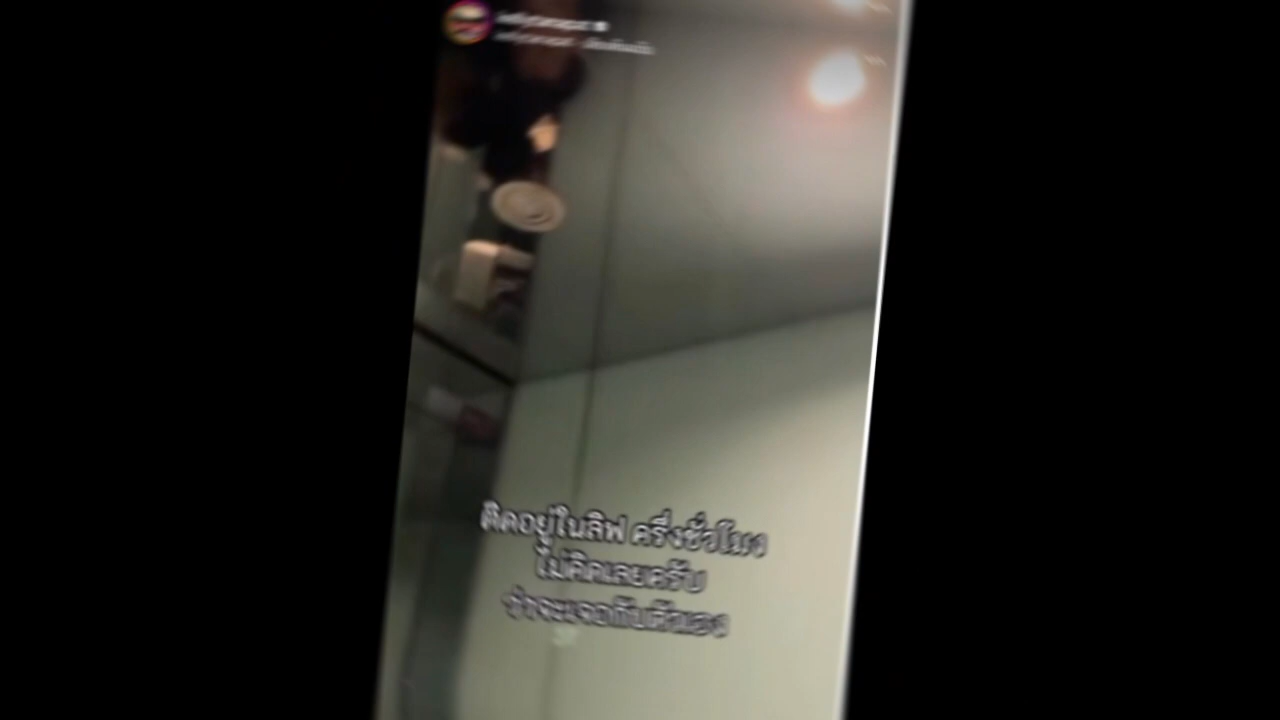 ติดอยู่ในลิฟ ครึ่งชั่วโมง
ไม่คิดเลยครับ
ว่าจะเจอกับตัวเอง